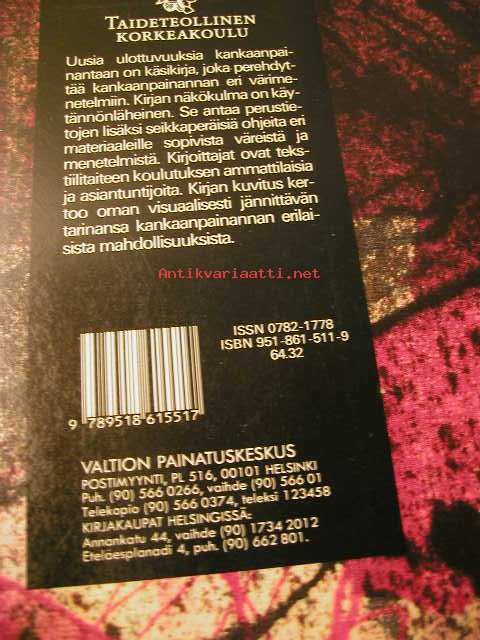 TAIDETEOLLINEN
KORKEAKOULU
Uusia ulottuvuuksia kankaanpai-
nantaan on käsikirja, joka perehdyt-
tää kankaanpainannan eri värime-
netelmiin. Kirjan näkökulma on käy-
tännönläheinen. Se antaa perustie-
tojen lisäksi seikkaperäisiä ohjeita eri
materiaaleille sopivista väreistä ja
menetelmistä. Kirjoittajat ovat teks-
tiilitaiteen koulutuksen ammattilaisia
ja asiantuntijoita. Kirjan kuvitus ker-
too oman visuaalisesti jännittävän
tarinansa kankaanpainannan erilai-
sista mahdollisuuksista.
Antikvariaatti.net
ISSN 0782-1778
ISBN 951-861-511-9
64.32
9 789518 615517
VALTION PAINATUSKESKUS
POSTIMYYNTI, PL 516, 00101 HELSINKI
Puh. (90) 566 0266, vaihde (90) 566 01
Telekopio (90) 566 0374, teleksi 123458
KIRJAKAUPAT HELSINGISSÄ:
Annankatu 44, vaihde (90) 1734 2012
Eteläesplanadi 4, puh. (90) 662 801.